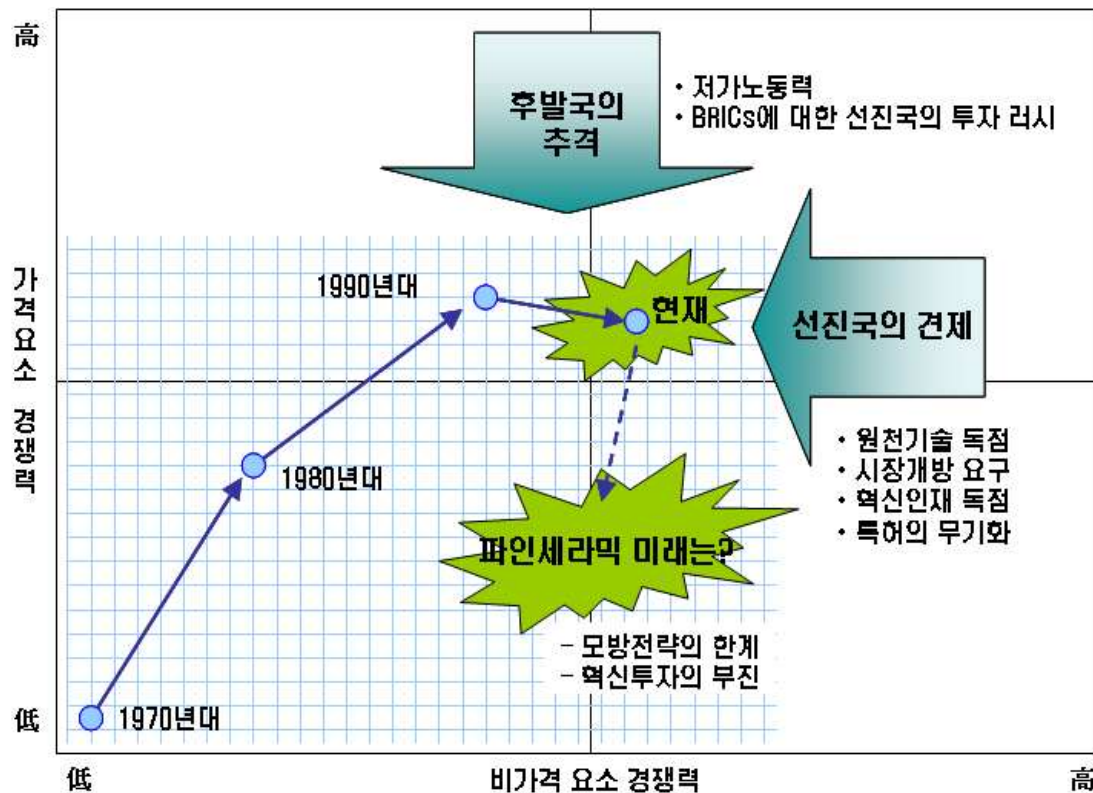 高
후발국의
추격
• 저가노동력
• BRICs에 대한 선진국의 투자 러시
가격요소 경쟁력
1990년대
현재
선진국의 견제
1980년대
• 원천기술 독점
• 시장개방 요구
• 혁신인재 독점
• 특허의 무기화
파인세라믹 미래는?
- 모방전략의 한계
- 혁신투자의 부진
1970년대
低
低
비가격 요소 경쟁력
高